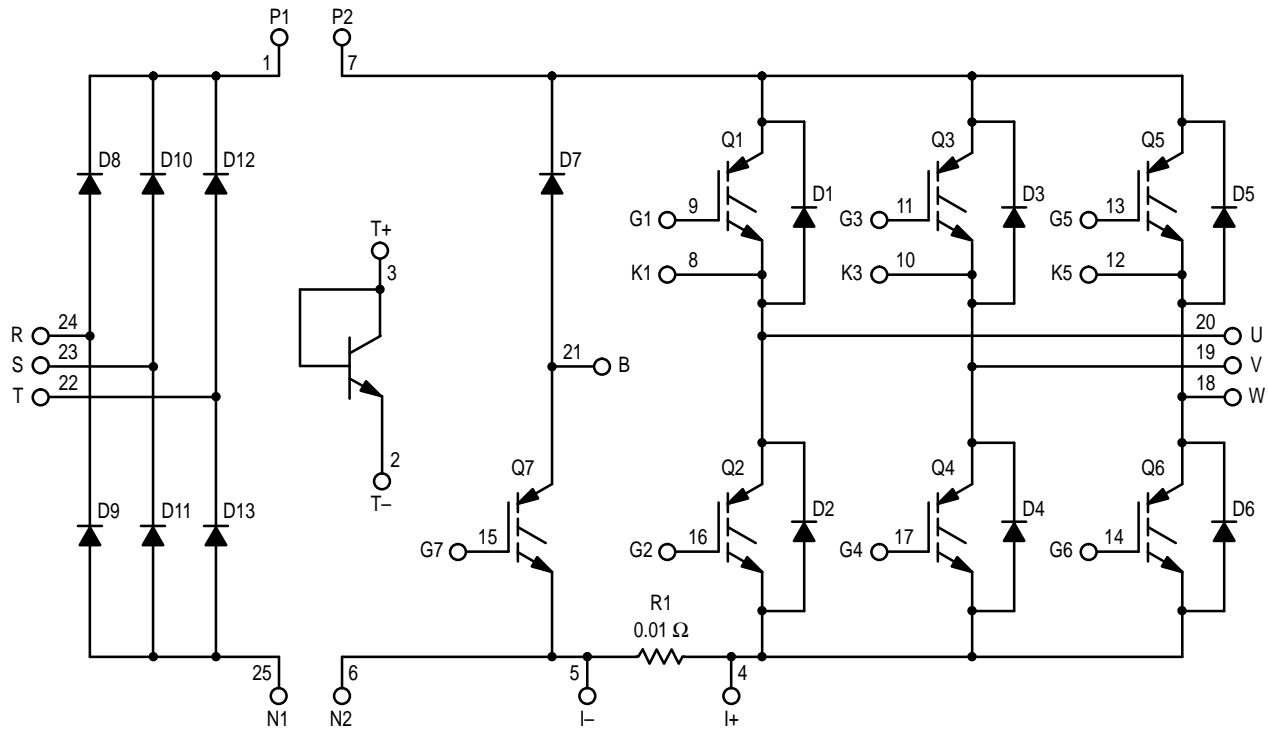 P1 P2
1 7
D8 D10 D12 D7 Q1 D1 Q3 D3 Q5 D5
G1 9 G3 11 G5 13
T+
3
K1 8 K3 10 K5 12
R 24 20 U
S 23 21 B 19 V
T 22 18 W
2
T–
D9 D11 D13 Q7 Q2 D2 Q4 D4 Q6 D6
G7 15 G2 16 G4 17 G6 14
R1
0.01 Ω
25 6 5 4
N1 N2 I– I+